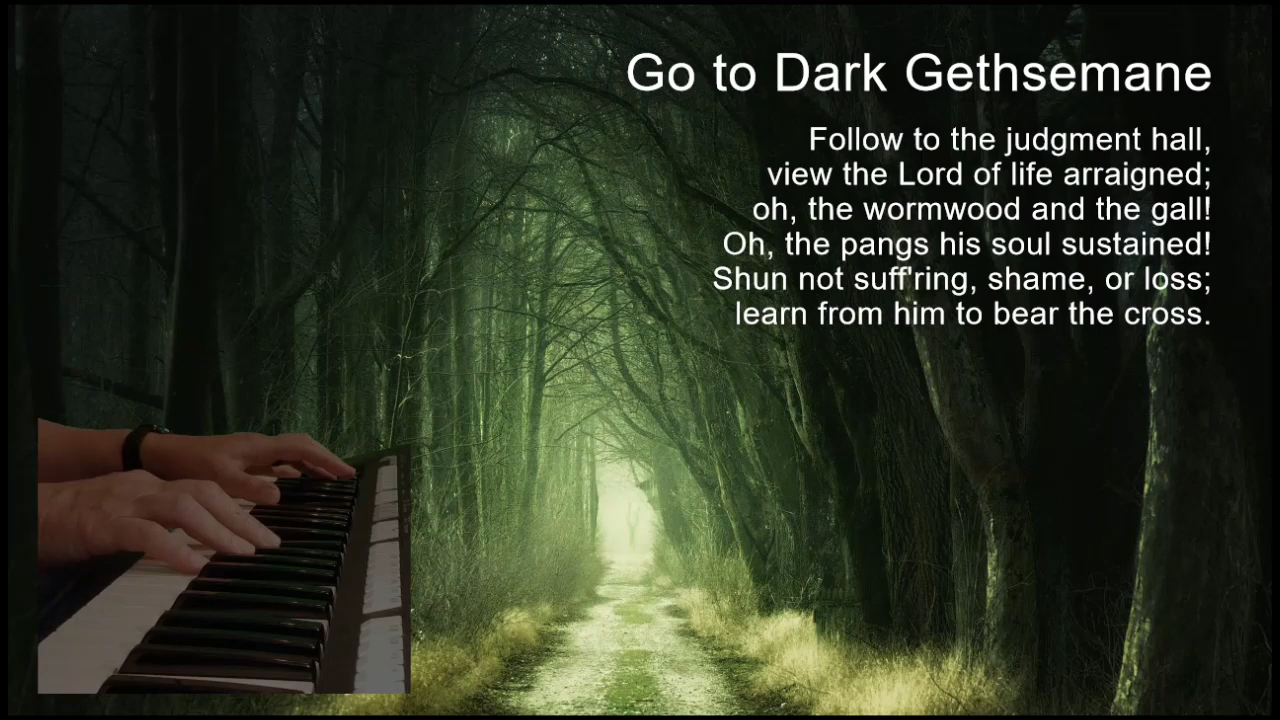 Go to Dark Gethsemane
Follow to the judgment hall,
view the Lord of life arraigned;
oh, the wormwood and the gall!
Oh, the pangs his soul sustained!
Shun not suff'ring, shame, or loss;
learn from him to bear the cross.